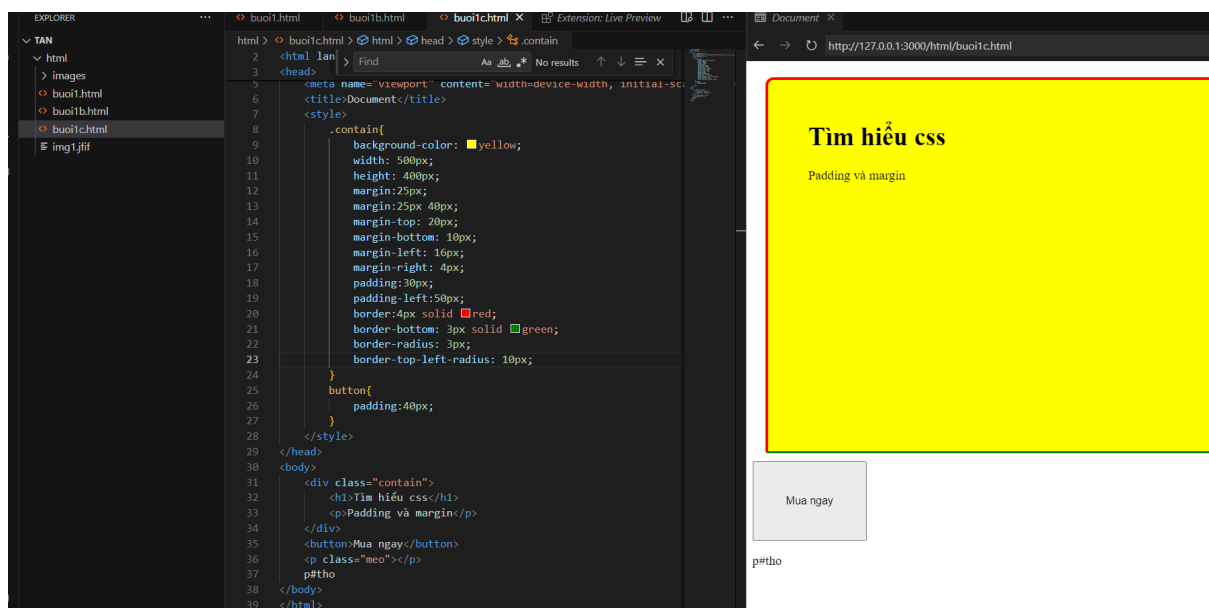 EXPLORER ···
TAN
html
images
buoi1.html
buoi1b.html
buoi1c.html
img1.jfif
buoi1.html buoi1b.html buoi1c.html Extension: Live Preview ···
html > buoi1c.html > html > head > style > .contain
Find Aa ab No results
2 <html lan
3 <head>
5 <meta name="viewport" content="width=device-width, initial-sc
6 <title>Document</title>
7 <style>
8 .contain{
9 background-color: yellow;
10 width: 500px;
11 height: 400px;
12 margin:25px;
13 margin:25px 40px;
14 margin-top: 20px;
15 margin-bottom: 10px;
16 margin-left: 16px;
17 margin-right: 4px;
18 padding:30px;
19 padding-left:50px;
20 border:4px solid red;
21 border-bottom: 3px solid green;
22 border-radius: 3px;
23 border-top-left-radius: 10px;
24 }
25 button{
26 padding:40px;
27 }
28 </style>
29 </head>
30 <body>
31 <div class="contain">
32 <h1>Tìm hiểu css</h1>
33 <p>Padding và margin</p>
34 </div>
35 <button>Mua ngay</button>
36 <p class="meo"></p>
37 p#tho
38 </body>
39 </html>
Document
http://127.0.0.1:3000/html/buoi1c.html
Tìm hiểu css
Padding và margin
Mua ngay
p#tho